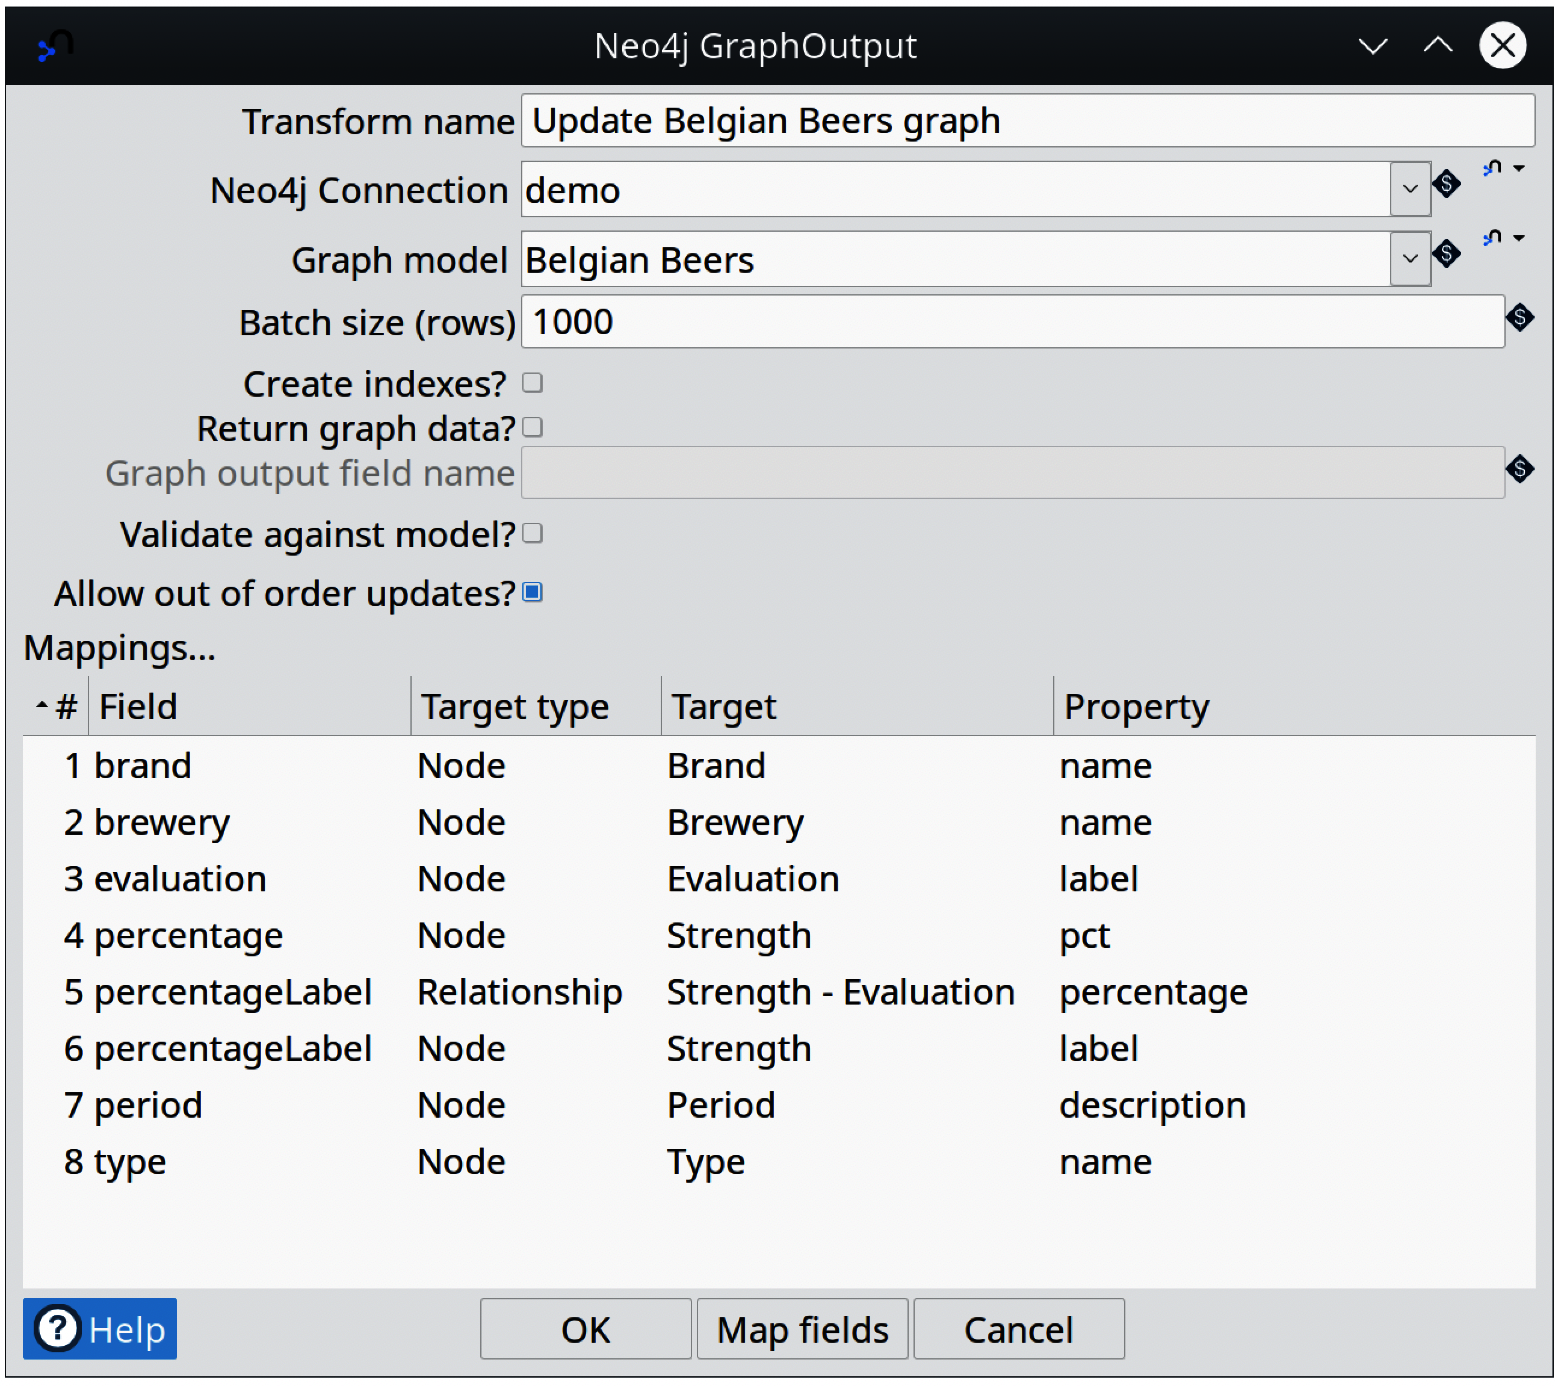 Neo4j GraphOutput
Transform name Update Belgian Beers graph
Neo4j Connection demo
Graph model Belgian Beers
Batch size (rows) 1000
Create indexes?
Return graph data?
Graph output field name
Validate against model?
Allow out of order updates?
Mappings...
# Field Target type Target Property
1 brand Node Brand name
2 brewery Node Brewery name
3 evaluation Node Evaluation label
4 percentage Node Strength pct
5 percentageLabel Relationship Strength - Evaluation percentage
6 percentageLabel Node Strength label
7 period Node Period description
8 type Node Type name
? Help OK Map fields Cancel